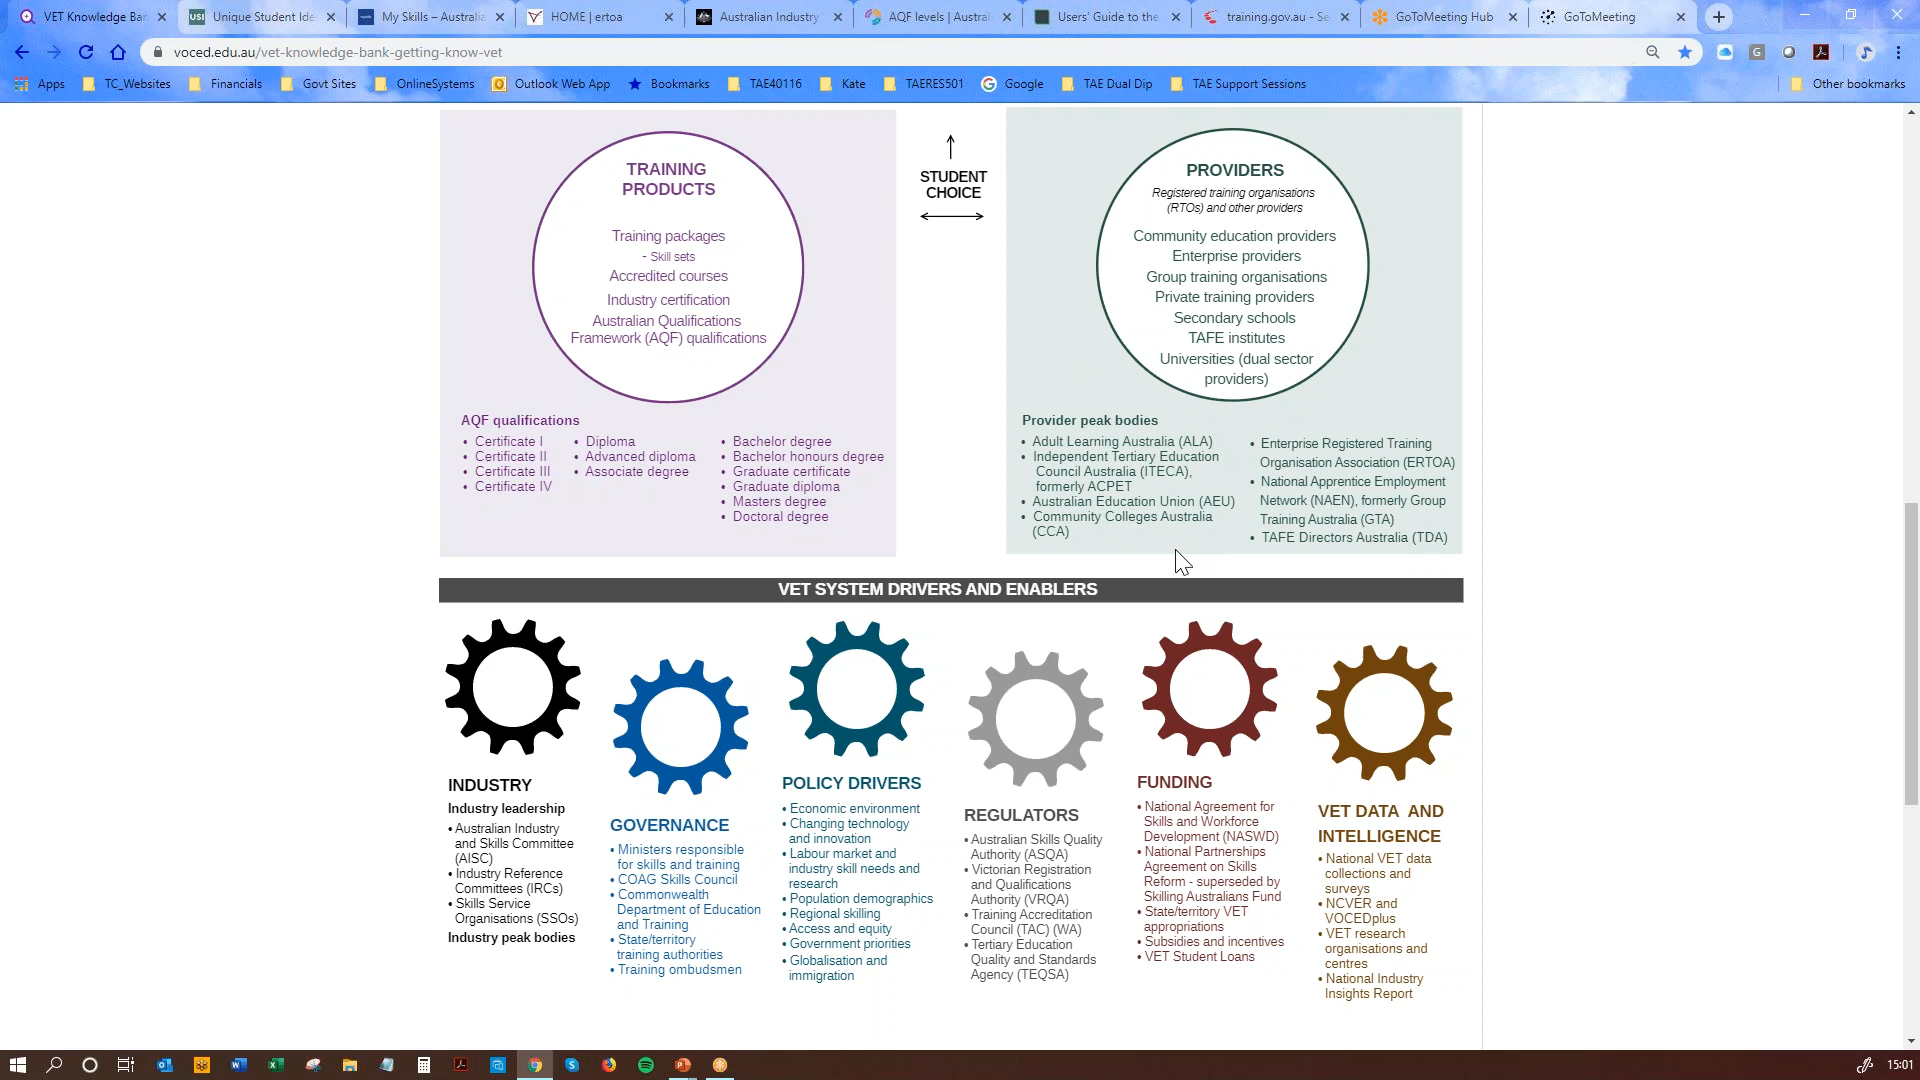 VET Knowledge Ban
Unique Student Ide
My Skills – Australia
HOME | ertoa
Australian Industry
AQF levels | Austral
Users' Guide to the
training.gov.au - Se
GoToMeeting Hub
GoToMeeting
voced.edu.au/vet-knowledge-bank-getting-know-vet
Apps
TC_Websites
Financials
Govt Sites
OnlineSystems
Outlook Web App
Bookmarks
TAE40116
Kate
TAERES501
Google
TAE Dual Dip
TAE Support Sessions
Other bookmarks
TRAINING
PRODUCTS
Training packages
- Skill sets
Accredited courses
Industry certification
Australian Qualifications
Framework (AQF) qualifications
AQF qualifications
• Certificate I
• Certificate II
• Certificate III
• Certificate IV
• Diploma
• Advanced diploma
• Associate degree
• Bachelor degree
• Bachelor honours degree
• Graduate certificate
• Graduate diploma
• Masters degree
• Doctoral degree
STUDENT
CHOICE
PROVIDERS
Registered training organisations
(RTOs) and other providers
Community education providers
Enterprise providers
Group training organisations
Private training providers
Secondary schools
TAFE institutes
Universities (dual sector
providers)
Provider peak bodies
• Adult Learning Australia (ALA)
• Independent Tertiary Education
Council Australia (ITECA),
formerly ACPET
• Australian Education Union (AEU)
• Community Colleges Australia
(CCA)
• Enterprise Registered Training
Organisation Association (ERTOA)
• National Apprentice Employment
Network (NAEN), formerly Group
Training Australia (GTA)
• TAFE Directors Australia (TDA)
VET SYSTEM DRIVERS AND ENABLERS
INDUSTRY
Industry leadership
• Australian Industry
and Skills Committee
(AISC)
• Industry Reference
Committees (IRCs)
• Skills Service
Organisations (SSOs)
Industry peak bodies
GOVERNANCE
• Ministers responsible
for skills and training
• COAG Skills Council
• Commonwealth
Department of Education
and Training
• State/territory
training authorities
• Training ombudsmen
POLICY DRIVERS
• Economic environment
• Changing technology
and innovation
• Labour market and
industry skill needs and
research
• Population demographics
• Regional skilling
• Access and equity
• Government priorities
• Globalisation and
immigration
REGULATORS
• Australian Skills Quality
Authority (ASQA)
• Victorian Registration
and Qualifications
Authority (VRQA)
• Training Accreditation
Council (TAC) (WA)
• Tertiary Education
Quality and Standards
Agency (TEQSA)
FUNDING
• National Agreement for
Skills and Workforce
Development (NASWD)
• National Partnerships
Agreement on Skills
Reform - superseded by
Skilling Australians Fund
• State/territory VET
appropriations
• Subsidies and incentives
• VET Student Loans
VET DATA AND
INTELLIGENCE
• National VET data
collections and
surveys
• NCVER and
VOCEDplus
• VET research
organisations and
centres
• National Industry
Insights Report
15:01